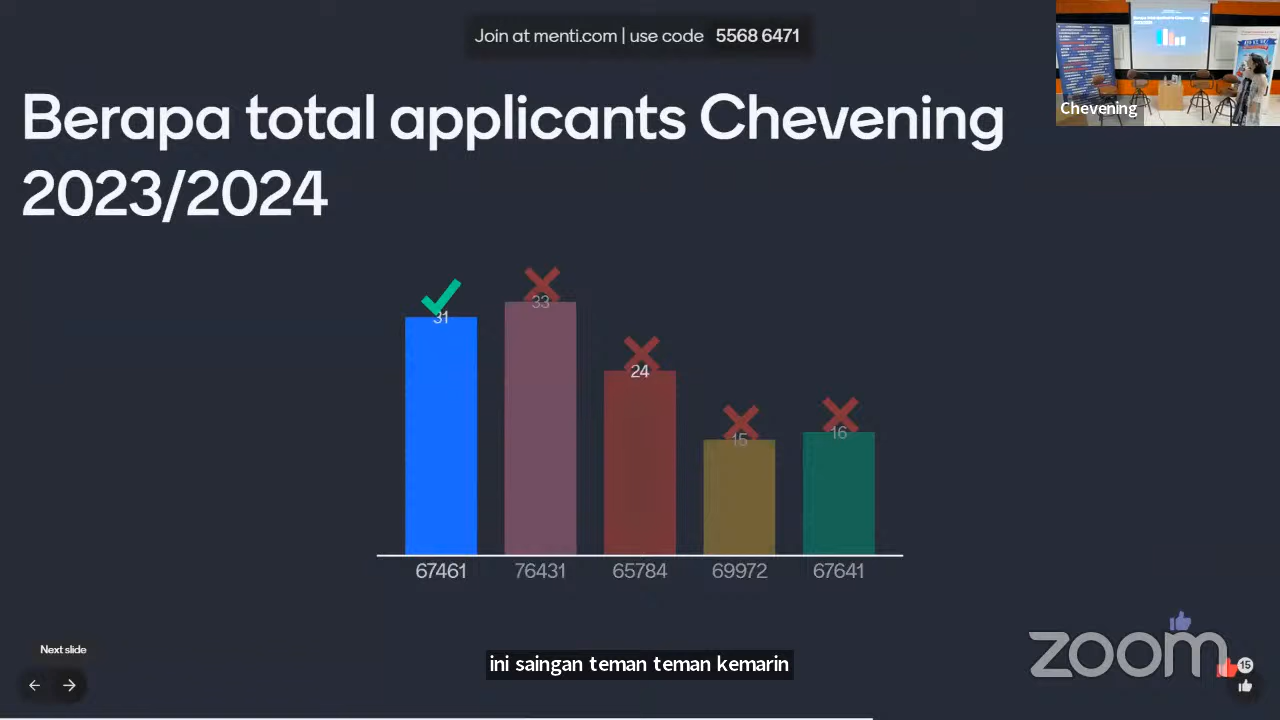 Join at menti.com | use code 5568 6471
Berapa total applicants Chevening
2023/2024
Chevening
31
33
24
15
16
67461
76431
65784
69972
67641
Next slide
ini saingan teman teman kemarin
zoom
15